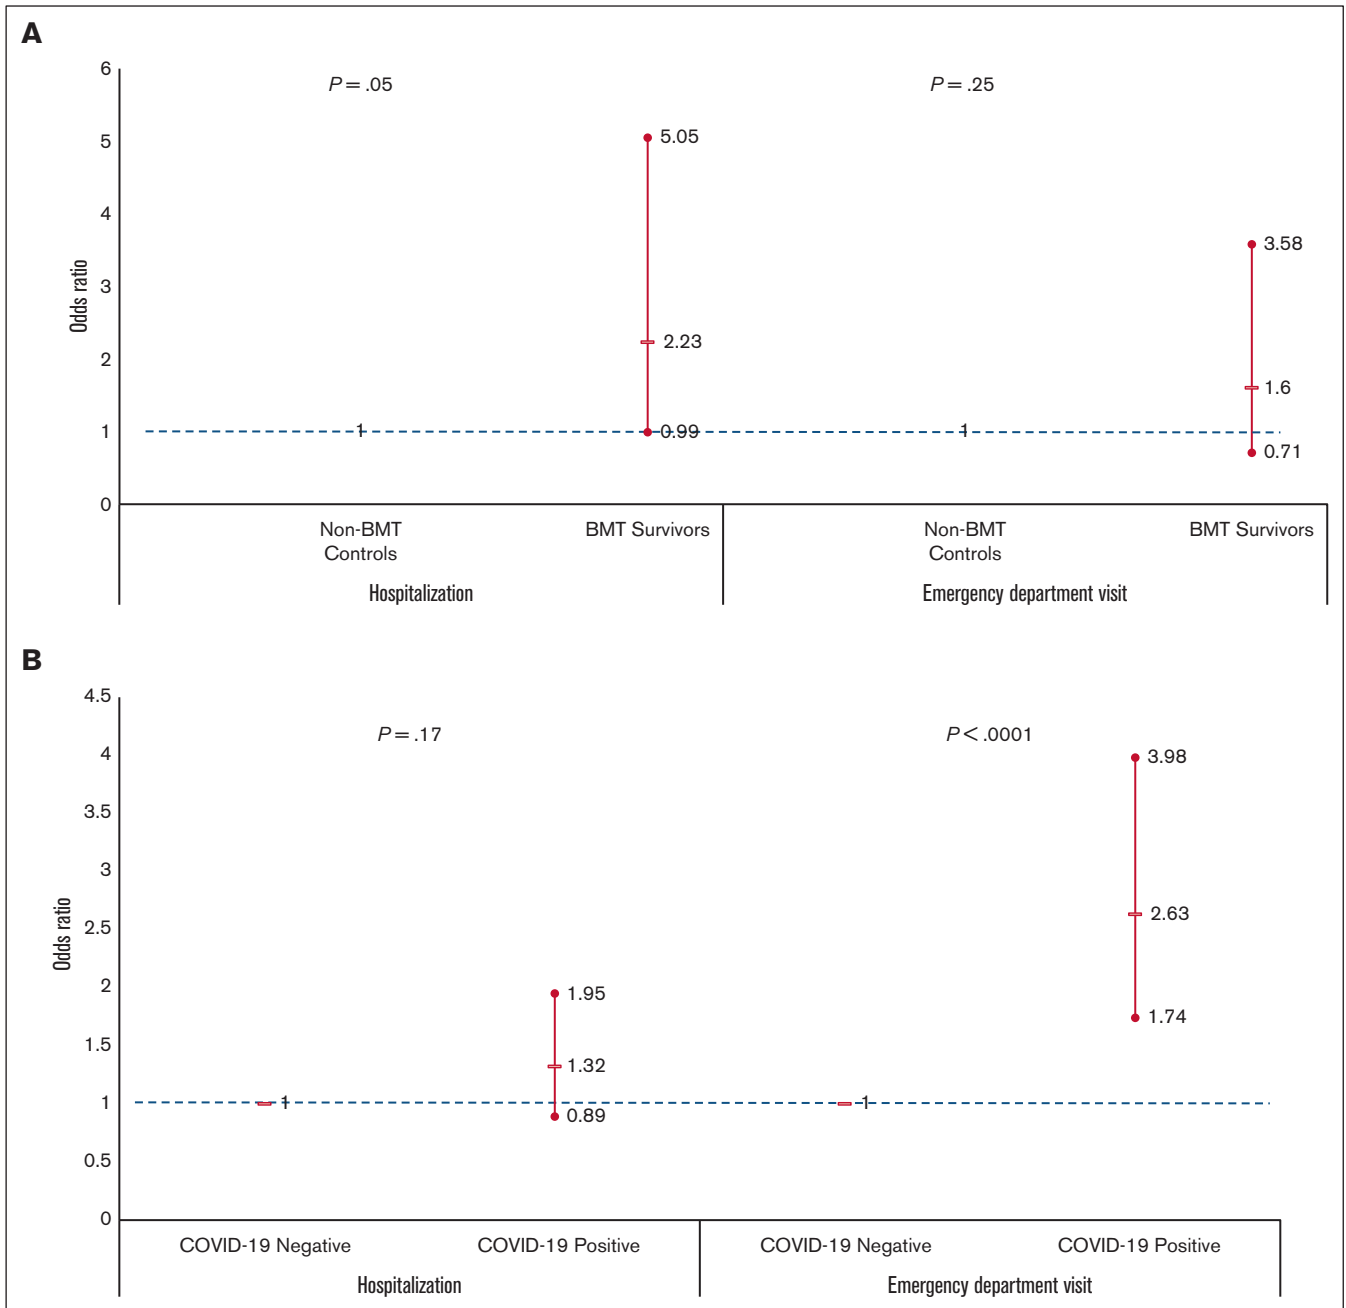 A
6
P = .05
P = .25
5
5.05
4
3.58
3
Odds ratio
2
2.23
1.6
1
1
0.99
1
0.71
0
Non-BMT
Controls
BMT Survivors
Non-BMT
Controls
BMT Survivors
Hospitalization
Emergency department visit
B
4.5
P = .17
P < .0001
4
3.98
3.5
3
Odds ratio
2.5
2.63
2
1.95
1.74
1.5
1.32
1
1
1
0.89
0.5
0
COVID-19 Negative
COVID-19 Positive
COVID-19 Negative
COVID-19 Positive
Hospitalization
Emergency department visit